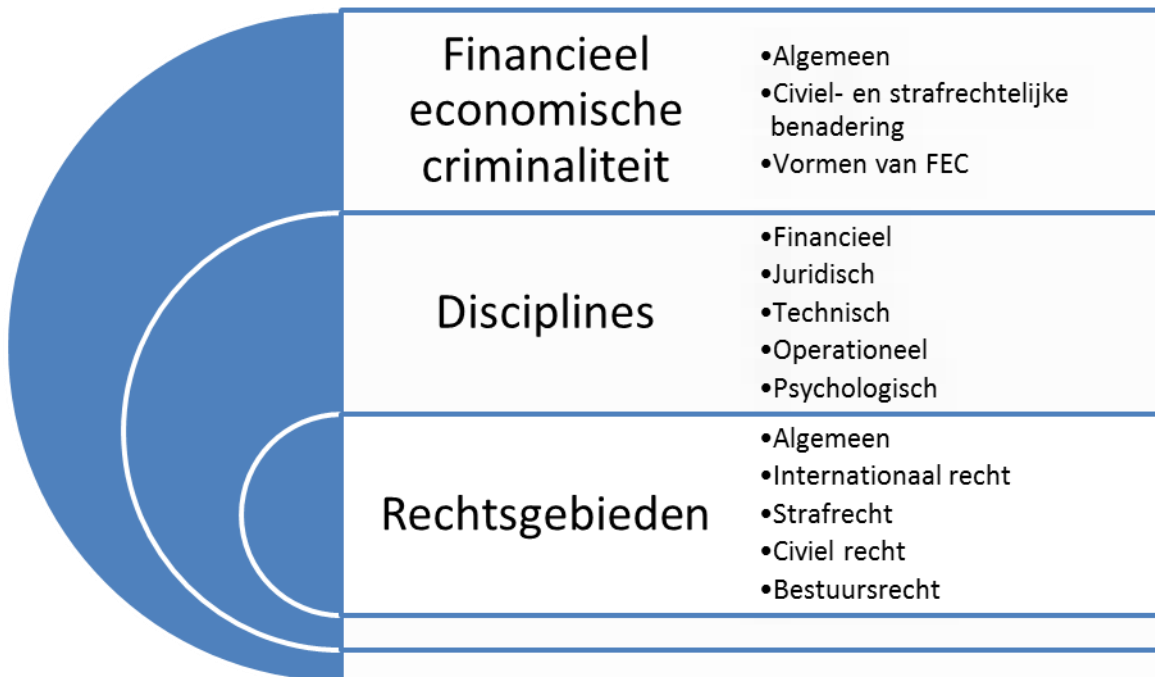 Financieel
economische
criminaliteit
•Algemeen
•Civiel- en strafrechtelijke
benadering
•Vormen van FEC
Disciplines
•Financieel
•Juridisch
•Technisch
•Operationeel
•Psychologisch
Rechtsgebieden
•Algemeen
•Internationaal recht
•Strafrecht
•Civiel recht
•Bestuursrecht